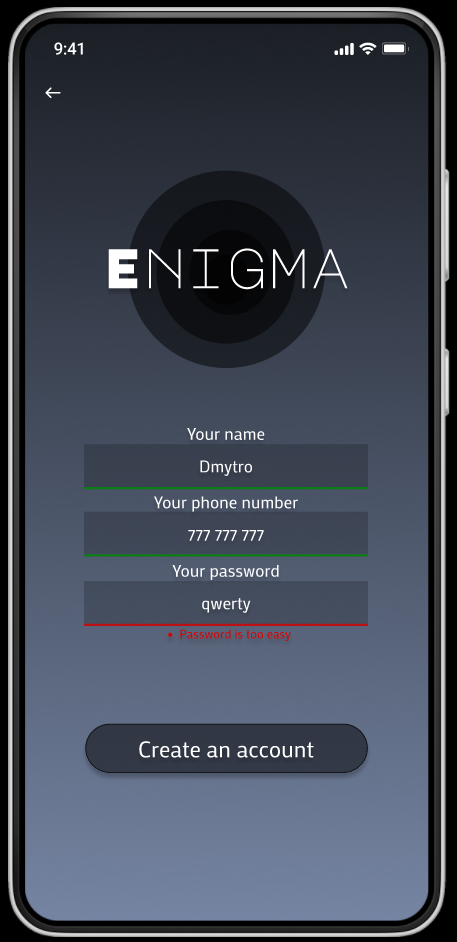 9:41
ENIGMA
Your name
Dmytro
Your phone number
777 777 777
Your password
qwerty
• Password is too easy
Create an account